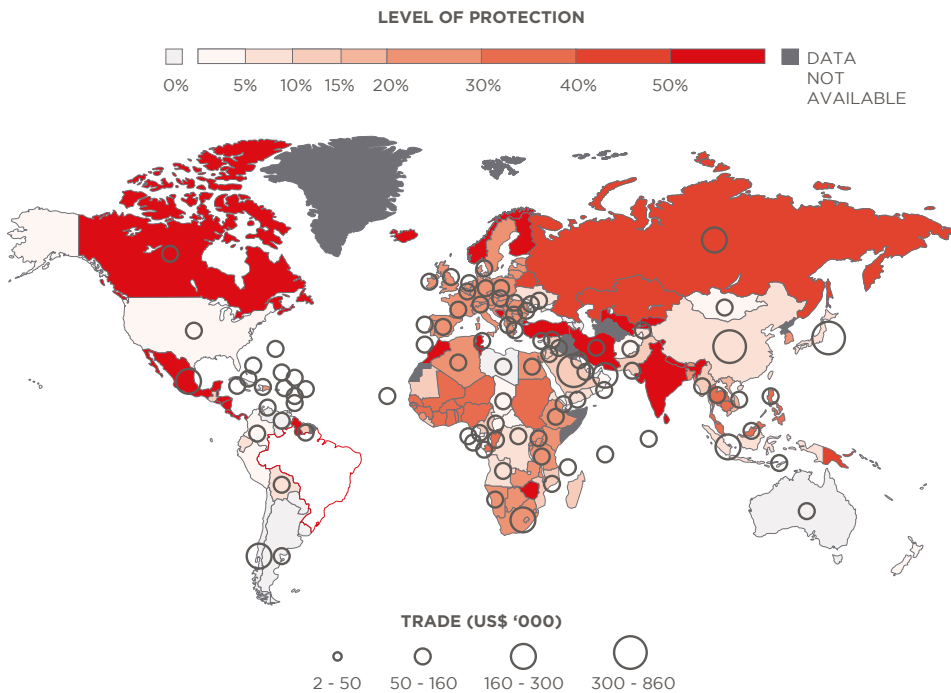 LEVEL OF PROTECTION
0% 5% 10% 15% 20% 30% 40% 50%
DATA
NOT
AVAILABLE
TRADE (US$ ‘000)
2 - 50 50 - 160 160 - 300 300 - 860